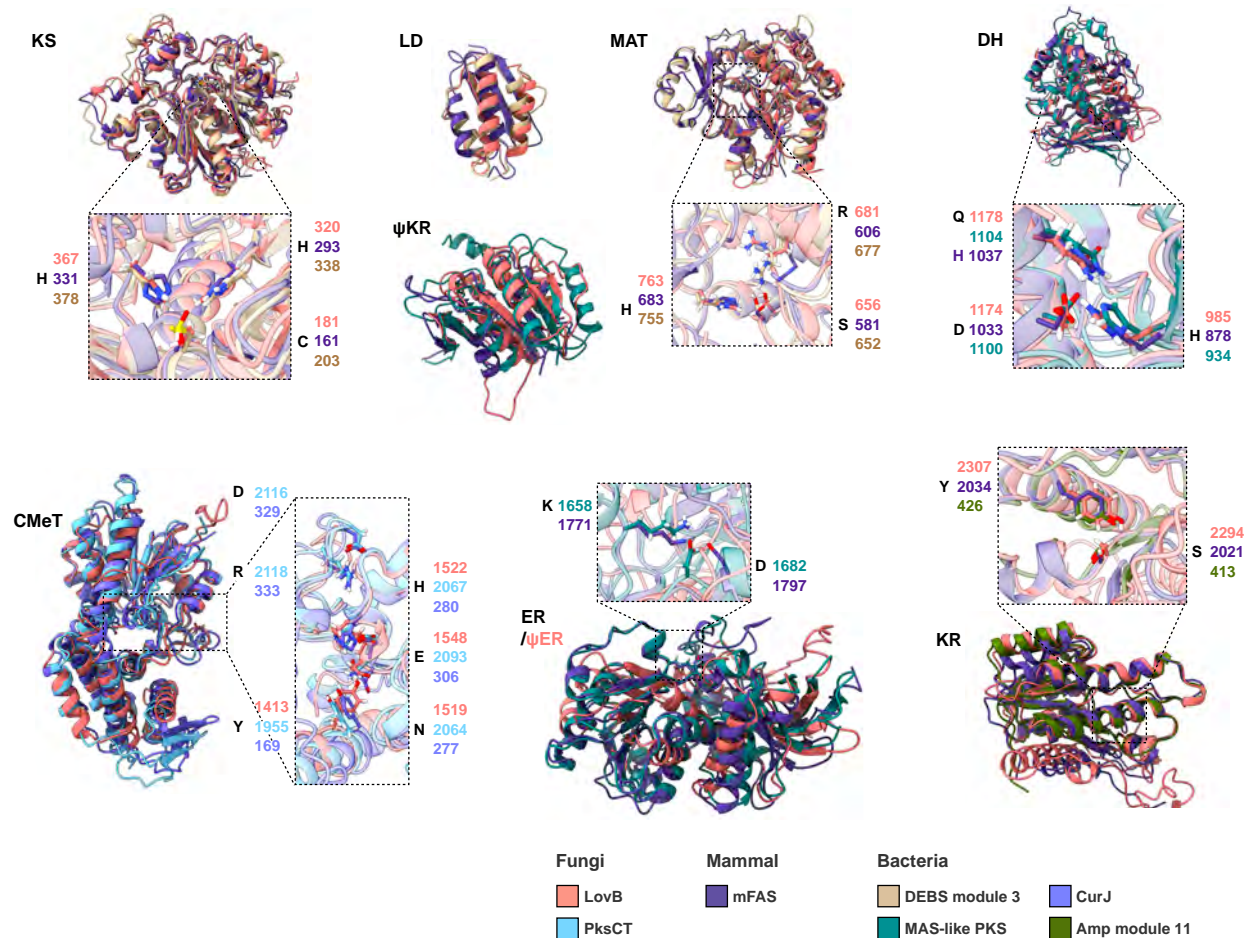 KS
LD
MAT
DH
320
H 293
338
367
H 331
378
181
C 161
203
ψKR
R 681
606
677
763
H 683
755
656
S 581
652
Q 1178
1104
H 1037
1174
D 1033
1100
985
H 878
934
CMeT
D 2116
329
R 2118
333
1413
Y 1955
169
1522
H 2067
280
1548
E 2093
306
1519
N 2064
277
K 1658
1771
D 1682
1797
ER
/ψER
2307
Y 2034
426
2294
S 2021
413
KR
Fungi
Mammal
Bacteria
LovB
mFAS
DEBS module 3
CurJ
PksCT
MAS-like PKS
Amp module 11